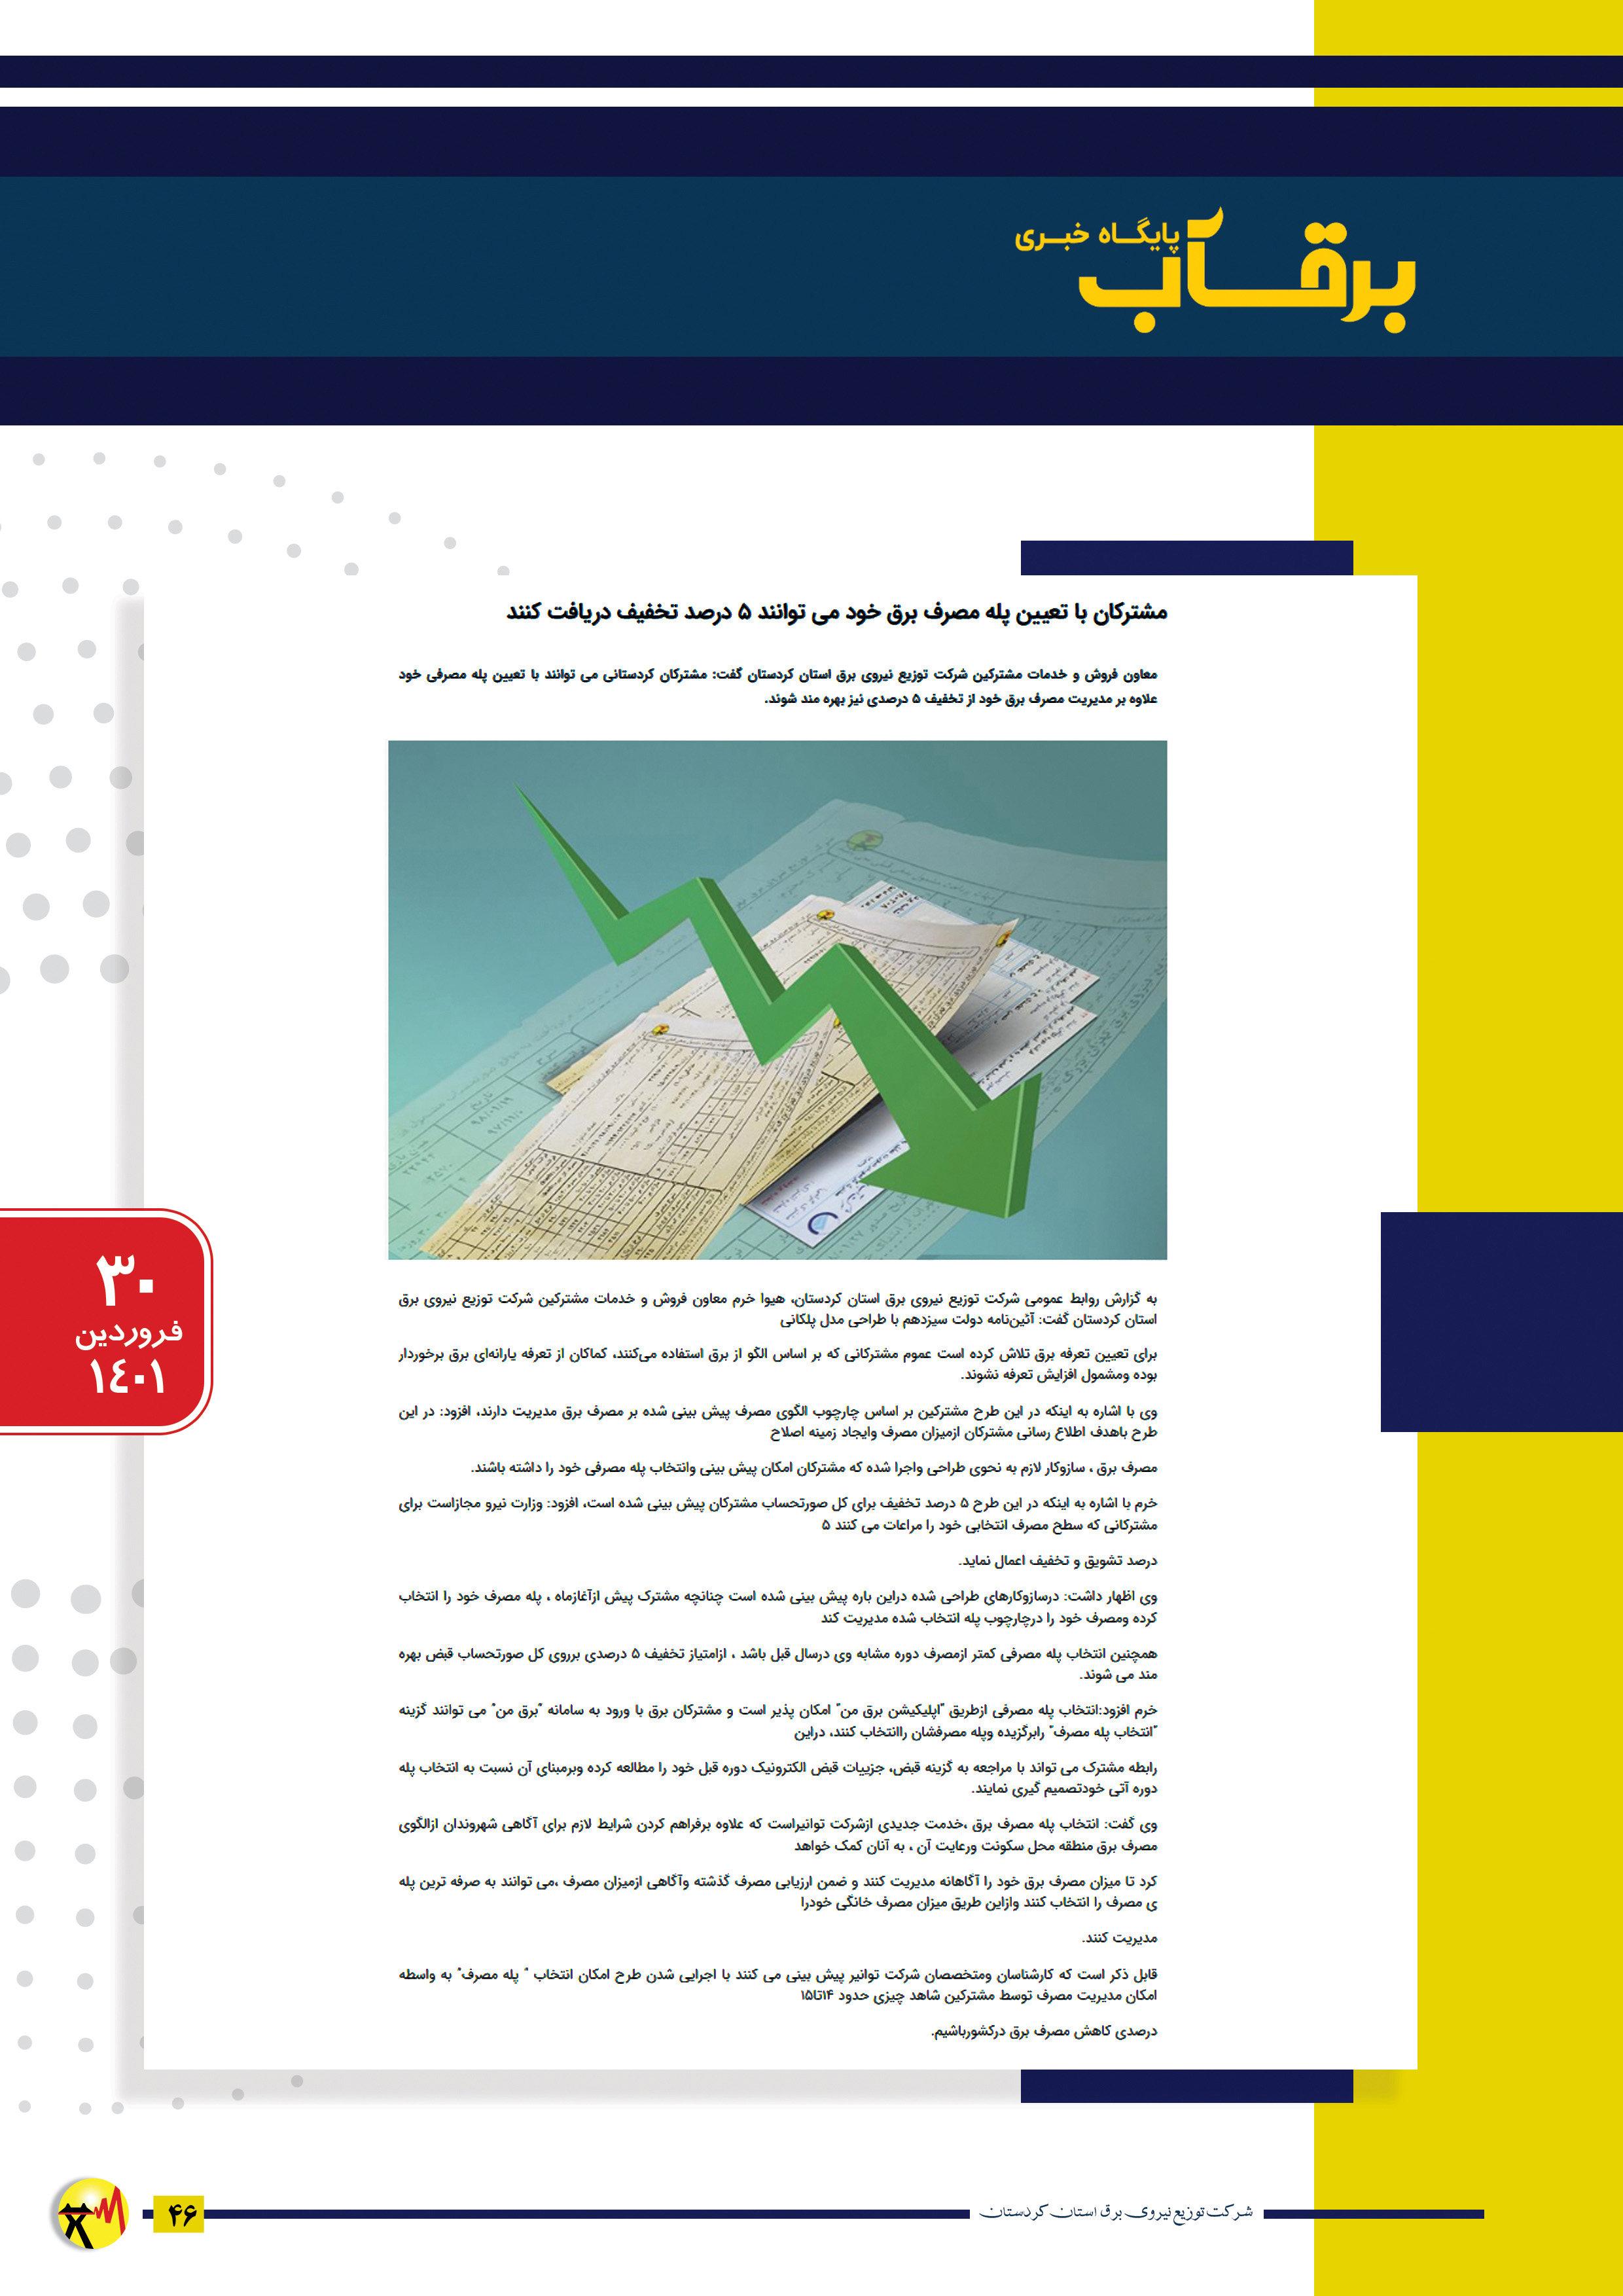 برقاب
پایگاه خبری
مشترکان با تعیین پله مصرف برق خود می توانند ۵ درصد تخفیف دریافت کنند
معاون فروش و خدمات مشترکین شرکت توزیع نیروی برق استان کردستان گفت: مشترکان کردستانی می توانند با تعیین پله مصرفی خود
علاوه بر مدیریت مصرف برق خود از تخفیف ۵ درصدی نیز بهره مند شوند.
به گزارش روابط عمومی شرکت توزیع نیروی برق استان کردستان، هیوا خرم معاون فروش و خدمات مشترکین شرکت توزیع نیروی برق
استان کردستان گفت: آئین‌نامه دولت سیزدهم با طراحی مدل پلکانی
برای تعیین تعرفه برق تلاش کرده است عموم مشترکانی که بر اساس الگو از برق استفاده می‌کنند، کماکان از تعرفه یارانه‌ای برق برخوردار
بوده ومشمول افزایش تعرفه نشوند.
وی با اشاره به اینکه در این طرح مشترکین بر اساس چارچوب الگوی مصرف پیش بینی شده بر مصرف برق مدیریت دارند، افزود: در این
طرح باهدف اطلاع رسانی مشترکان ازمیزان مصرف وایجاد زمینه اصلاح
مصرف برق ، سازوکار لازم به نحوی طراحی واجرا شده که مشترکان امکان پیش بینی وانتخاب پله مصرفی خود را داشته باشند.
خرم با اشاره به اینکه در این طرح ۵ درصد تخفیف برای کل صورتحساب مشترکان پیش بینی شده است، افزود: وزارت نیرو مجازاست برای
مشترکانی که سطح مصرف انتخابی خود را مراعات می کنند ۵
درصد تشویق و تخفیف اعمال نماید.
وی اظهار داشت: درسازوکارهای طراحی شده دراین باره پیش بینی شده است چنانچه مشترک پیش ازآغازماه ، پله مصرف خود را انتخاب
کرده ومصرف خود را درچارچوب پله انتخاب شده مدیریت کند
همچنین انتخاب پله مصرفی کمتر ازمصرف دوره مشابه وی درسال قبل باشد ، ازامتیاز تخفیف ۵ درصدی برروی کل صورتحساب قبض بهره
مند می شوند.
خرم افزود:انتخاب پله مصرفی ازطریق "اپلیکیشن برق من" امکان پذیر است و مشترکان برق با ورود به سامانه "برق من" می توانند گزینه
"انتخاب پله مصرف" رابرگزیده وپله مصرفشان راانتخاب کنند، دراین
رابطه مشترک می تواند با مراجعه به گزینه قبض، جزییات قبض الکترونیک دوره قبل خود را مطالعه کرده وبرمبنای آن نسبت به انتخاب پله
دوره آتی خودتصمیم گیری نمایند.
وی گفت: انتخاب پله مصرف برق ،خدمت جدیدی ازشرکت توانیراست که علاوه برفراهم کردن شرایط لازم برای آگاهی شهروندان ازالگوی
مصرف برق منطقه محل سکونت ورعایت آن ، به آنان کمک خواهد
کرد تا میزان مصرف برق خود را آگاهانه مدیریت کنند و ضمن ارزیابی مصرف گذشته وآگاهی ازمیزان مصرف ،می توانند به صرفه ترین پله
ی مصرف را انتخاب کنند وازاین طریق میزان مصرف خانگی خودرا
مدیریت کنند.
قابل ذکر است که کارشناسان ومتخصصان شرکت توانیر پیش بینی می کنند با اجرایی شدن طرح امکان انتخاب " پله مصرف" به واسطه
امکان مدیریت مصرف توسط مشترکین شاهد چیزی حدود ۱۴تا۱۵
درصدی کاهش مصرف برق درکشورباشیم.
۳۰
فروردین
۱٤۰۱
شرکت توزیع نیروی برق استان کردستان
۴۶